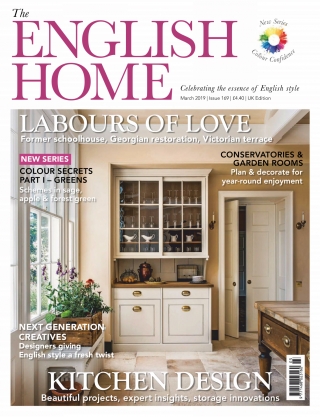 The
ENGLISH
HOME
New Series
Colour Confidence
Celebrating the essence of English style
March 2019 | Issue 169 | £4.40 | UK Edition
LABOURS OF LOVE
Former schoolhouse, Georgian restoration, Victorian terrace
NEW SERIES
COLOUR SECRETS
PART I – GREENS
Schemes in sage,
apple & forest green
CONSERVATORIES &
GARDEN ROOMS
Plan & decorate for
year-round enjoyment
NEXT GENERATION
CREATIVES
Designers giving
English style a fresh twist
KITCHEN DESIGN
Beautiful projects, expert insights, storage innovations